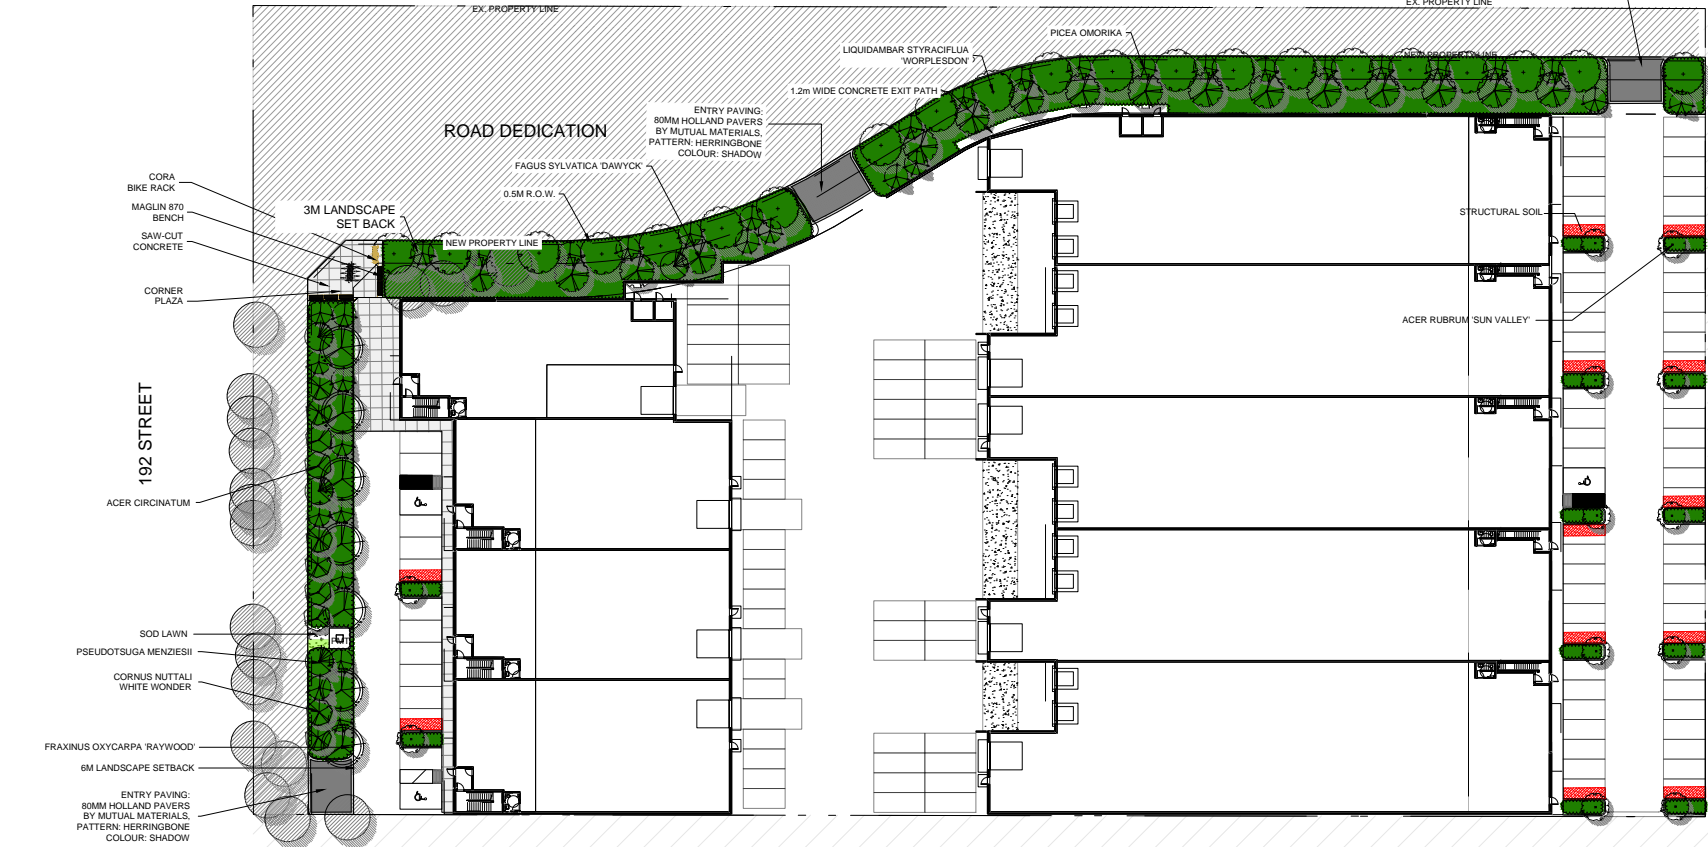 EX. PROPERTY LINE
EX. PROPERTY LINE
PICEA OMORIKA
LIQUIDAMBAR STYRACIFLUA
'WORPLESDON'
NEW PROPERTY LINE
1.2m WIDE CONCRETE EXIT PATH
ENTRY PAVING:
80MM HOLLAND PAVERS
BY MUTUAL MATERIALS,
PATTERN: HERRINGBONE
COLOUR: SHADOW
ROAD DEDICATION
FAGUS SYLVATICA 'DAWYCK'
0.5M R.O.W.
CORA
BIKE RACK
MAGLIN 870
BENCH
3M LANDSCAPE
SET BACK
SAW-CUT
CONCRETE
NEW PROPERTY LINE
STRUCTURAL SOIL
CORNER
PLAZA
ACER RUBRUM 'SUN VALLEY'
192 STREET
ACER CIRCINATUM
SOD LAWN
PMT
PSEUDOTSUGA MENZIESII
CORNUS NUTTALI
WHITE WONDER
FRAXINUS OXYCARPA 'RAYWOOD'
6M LANDSCAPE SETBACK
ENTRY PAVING:
80MM HOLLAND PAVERS
BY MUTUAL MATERIALS,
PATTERN: HERRINGBONE
COLOUR: SHADOW